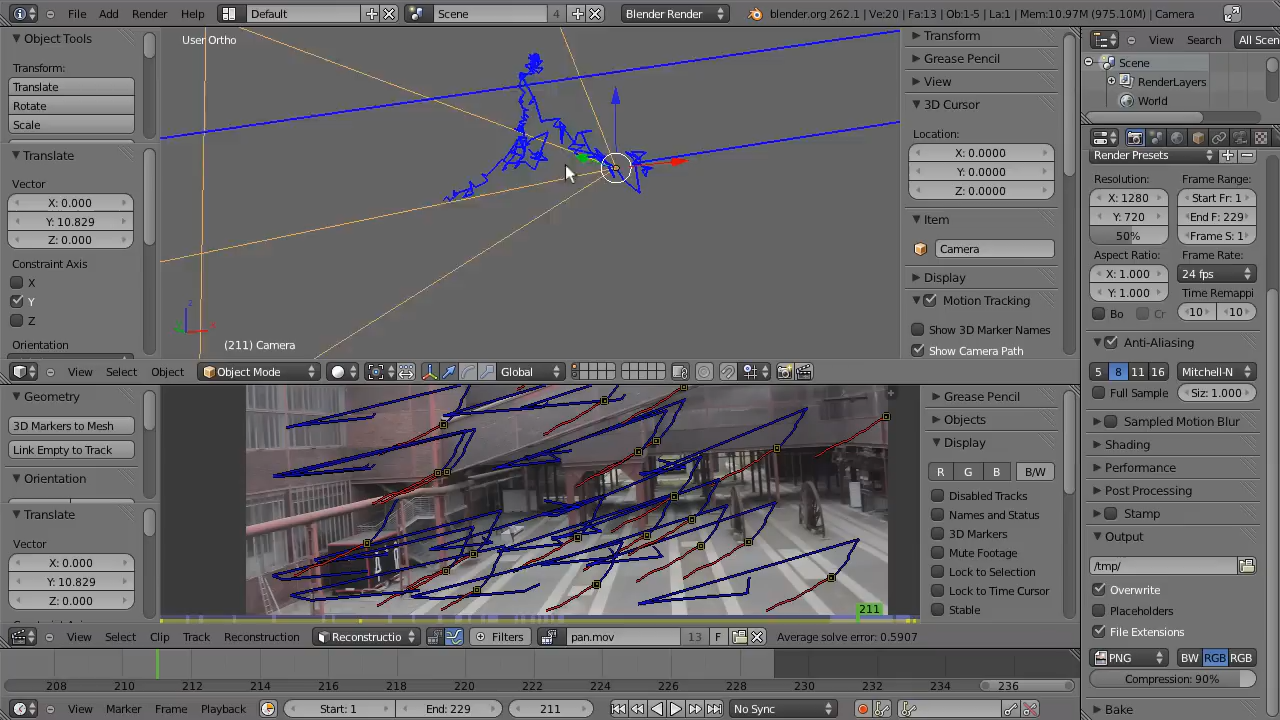 File Add Render Help Default Scene 4 Blender Render blender.org 262.1 | Ve:20 | Fa:13 | Ob:1-5 | La:1 | Mem:10.97M (975.10M) | Camera
Object Tools
Transform:
Translate
Rotate
Scale
Translate
Vector
X: 0.000
Y: 10.829
Z: 0.000
Constraint Axis
X
Y
Z
Orientation
User Ortho
(211) Camera
Transform
Grease Pencil
View
3D Cursor
Location:
X: 0.0000
Y: 0.0000
Z: 0.0000
Item
Camera
Display
Motion Tracking
Show 3D Marker Names
Show Camera Path
View Select Object Object Mode Global
Geometry
3D Markers to Mesh
Link Empty to Track
Orientation
Translate
Vector
X: 0.000
Y: 10.829
Z: 0.000
211
Grease Pencil
Objects
Display
R G B B/W
Disabled Tracks
Names and Status
3D Markers
Mute Footage
Lock to Selection
Lock to Time Cursor
Stable
View Select Clip Track Reconstruction Reconstructio Filters pan.mov 13 F Average solve error: 0.5907
208 210 212 214 216 218 220 222 224 226 228 230 232 234 236
View Marker Frame Playback Start: 1 End: 229 211 No Sync
View Search All Scen
Scene
RenderLayers
World
Render Presets
Resolution: Frame Range:
X: 1280 Start Fr: 1
Y: 720 End F: 229
50% Frame S: 1
Aspect Ratio: Frame Rate:
X: 1.000 24 fps
Y: 1.000 Time Remappi
Bo Cr 10 10
Anti-Aliasing
5 8 11 16 Mitchell-N
Full Sample Siz: 1.000
Sampled Motion Blur
Shading
Performance
Post Processing
Stamp
Output
/tmp/
Overwrite
Placeholders
File Extensions
PNG BW RGB RGB
Compression: 90%
Bake